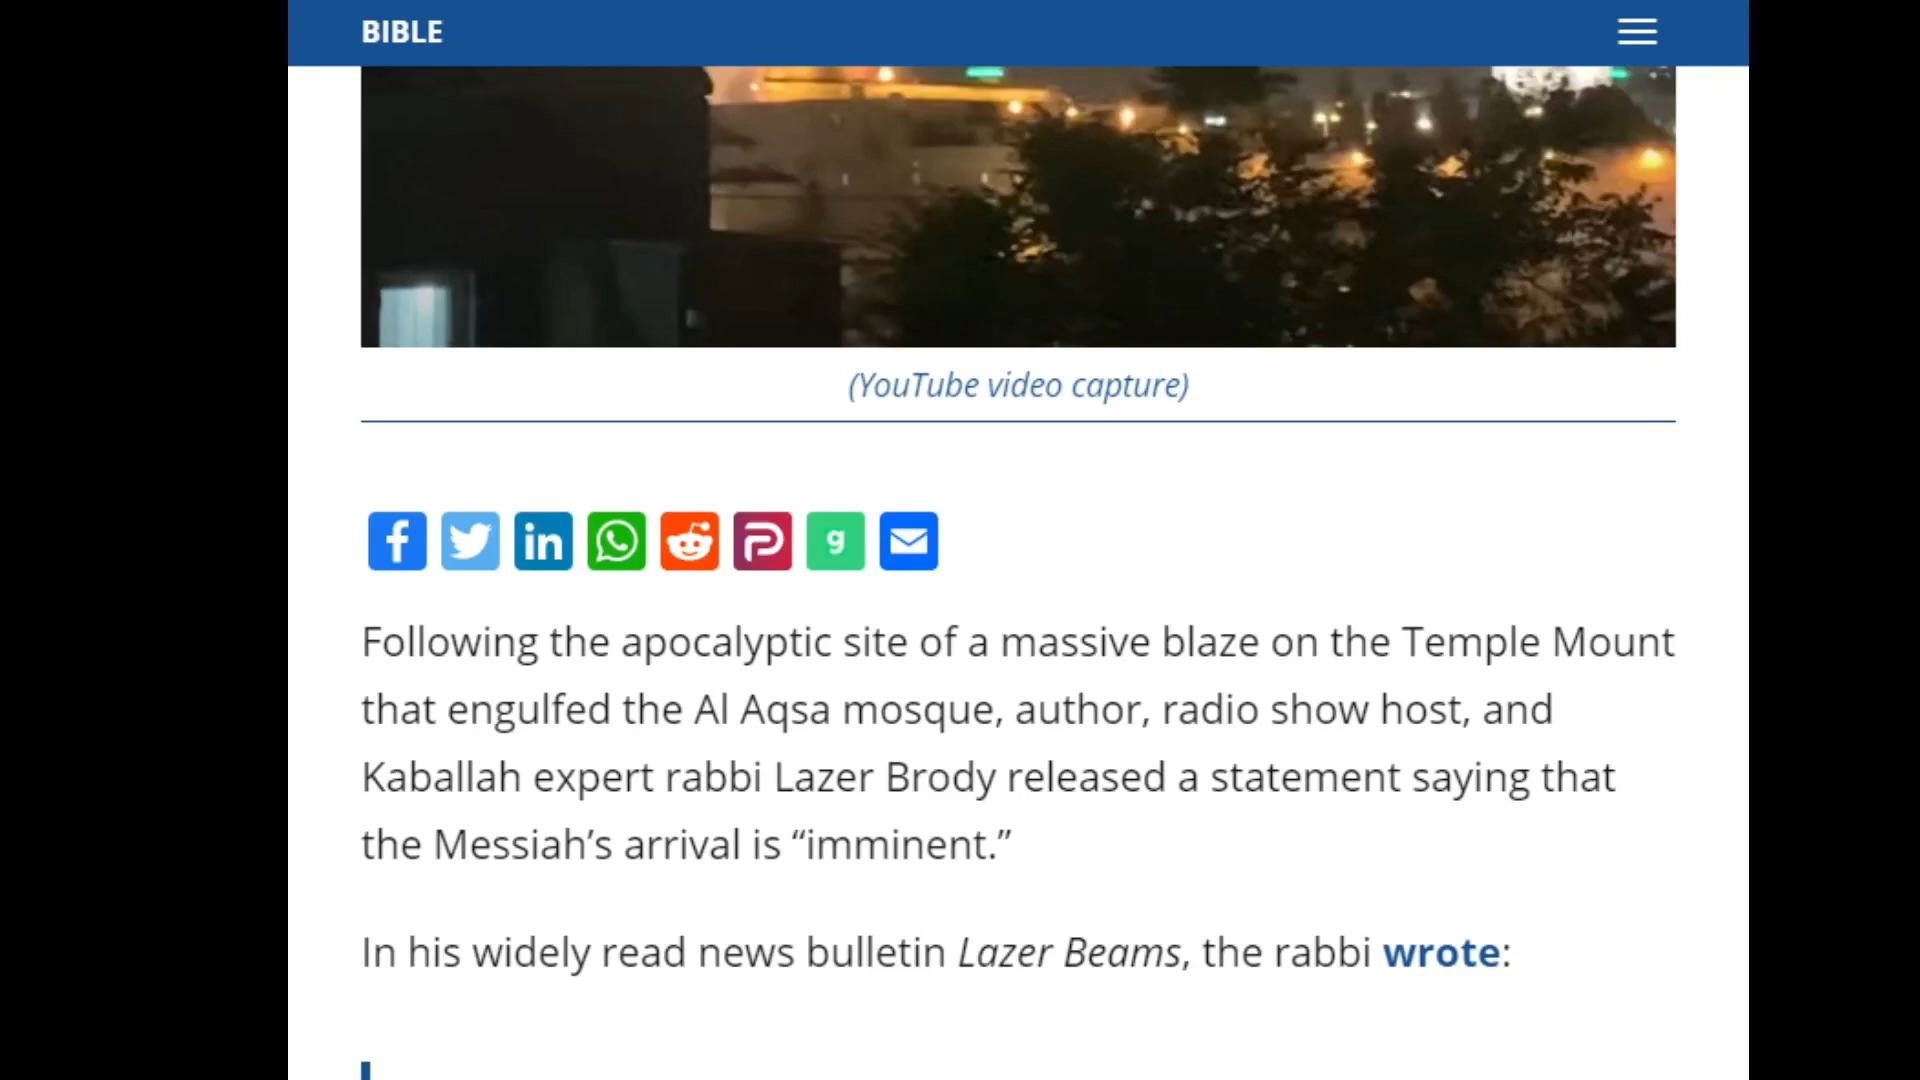 BIBLE
(YouTube video capture)
Following the apocalyptic site of a massive blaze on the Temple Mount
that engulfed the Al Aqsa mosque, author, radio show host, and
Kaballah expert rabbi Lazer Brody released a statement saying that
the Messiah’s arrival is “imminent.”
In his widely read news bulletin Lazer Beams, the rabbi wrote: